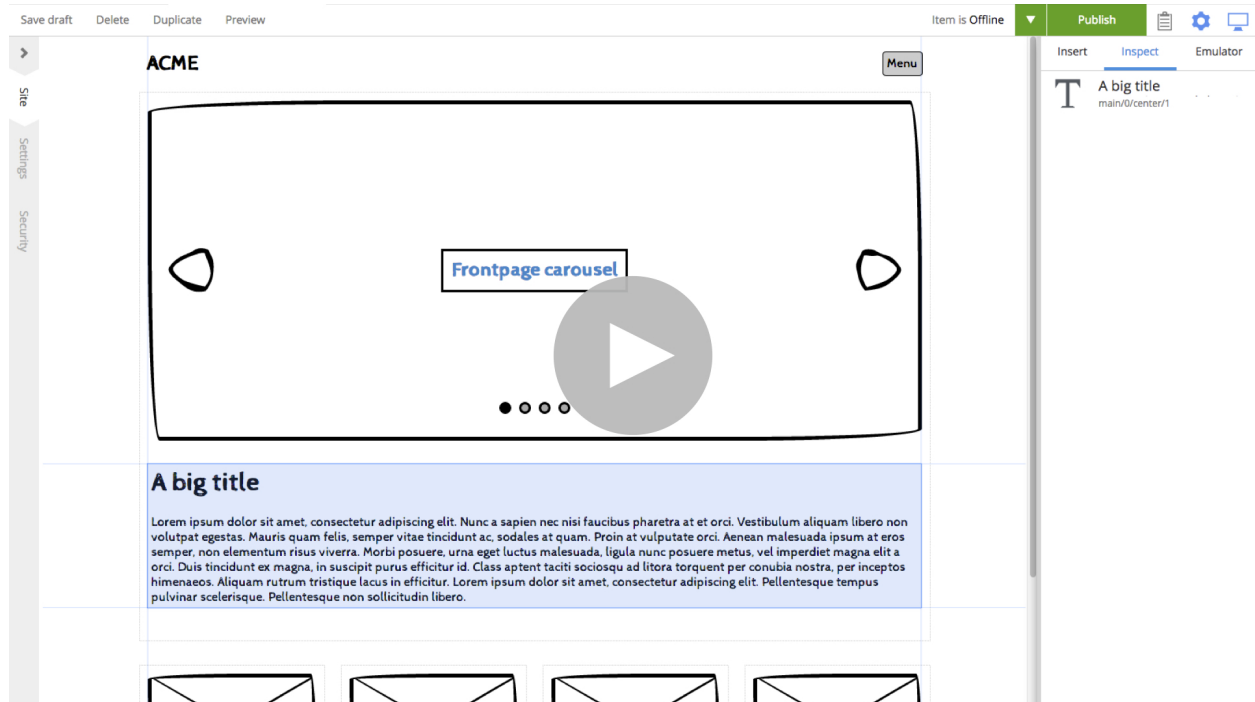 Save draft Delete Duplicate Preview Item is Offline Publish
Insert Inspect Emulator
Site
Settings
Security
ACME Menu
A big title
main/0/center/1
Frontpage carousel
A big title
Lorem ipsum dolor sit amet, consectetur adipiscing elit. Nunc a sapien nec nisi faucibus pharetra at et orci. Vestibulum aliquam libero non
volutpat egestas. Mauris quam felis, semper vitae tincidunt ac, sodales at quam. Proin at vulputate orci. Aenean malesuada ipsum at eros
semper, non elementum risus viverra. Morbi posuere, urna eget luctus malesuada, ligula nunc posuere metus, vel imperdiet magna elit a
orci. Duis tincidunt ex magna, in suscipit purus efficitur id. Class aptent taciti sociosqu ad litora torquent per conubia nostra, per inceptos
himenaeos. Aliquam rutrum tristique lacus in efficitur. Lorem ipsum dolor sit amet, consectetur adipiscing elit. Pellentesque tempus
pulvinar scelerisque. Pellentesque non sollicitudin libero.